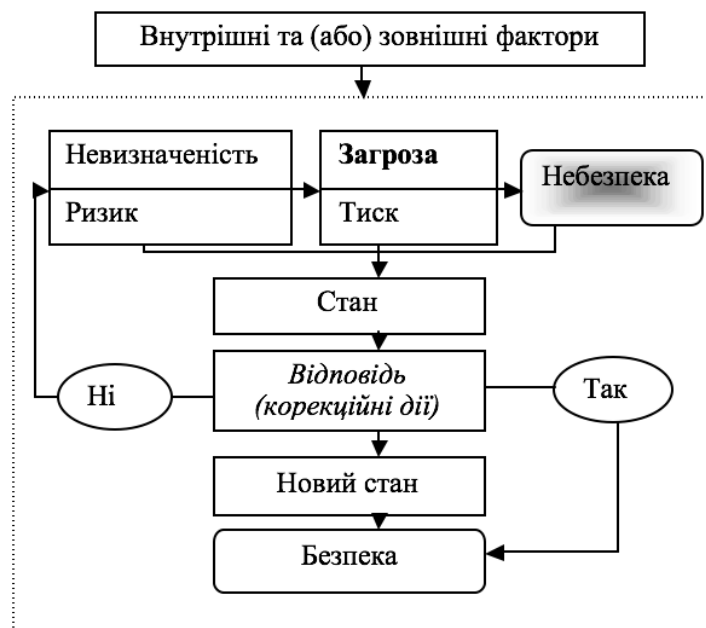 Внутрішні та (або) зовнішні фактори
Невизначеність
Загроза
Небезпека
Ризик
Тиск
Стан
Відповідь
(корекційні дії)
Ні
Так
Новий стан
Безпека